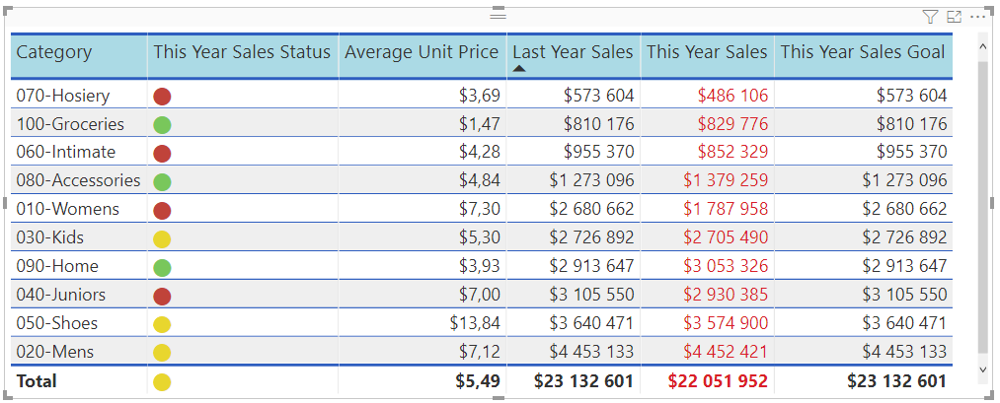 Category This Year Sales Status Average Unit Price Last Year Sales This Year Sales This Year Sales Goal
070-Hosiery $3,69 $573 604 $486 106 $573 604
100-Groceries $1,47 $810 176 $829 776 $810 176
060-Intimate $4,28 $955 370 $852 329 $955 370
080-Accessories $4,84 $1 273 096 $1 379 259 $1 273 096
010-Womens $7,30 $2 680 662 $1 787 958 $2 680 662
030-Kids $5,30 $2 726 892 $2 705 490 $2 726 892
090-Home $3,93 $2 913 647 $3 053 326 $2 913 647
040-Juniors $7,00 $3 105 550 $2 930 385 $3 105 550
050-Shoes $13,84 $3 640 471 $3 574 900 $3 640 471
020-Mens $7,12 $4 453 133 $4 452 421 $4 453 133
Total $5,49 $23 132 601 $22 051 952 $23 132 601